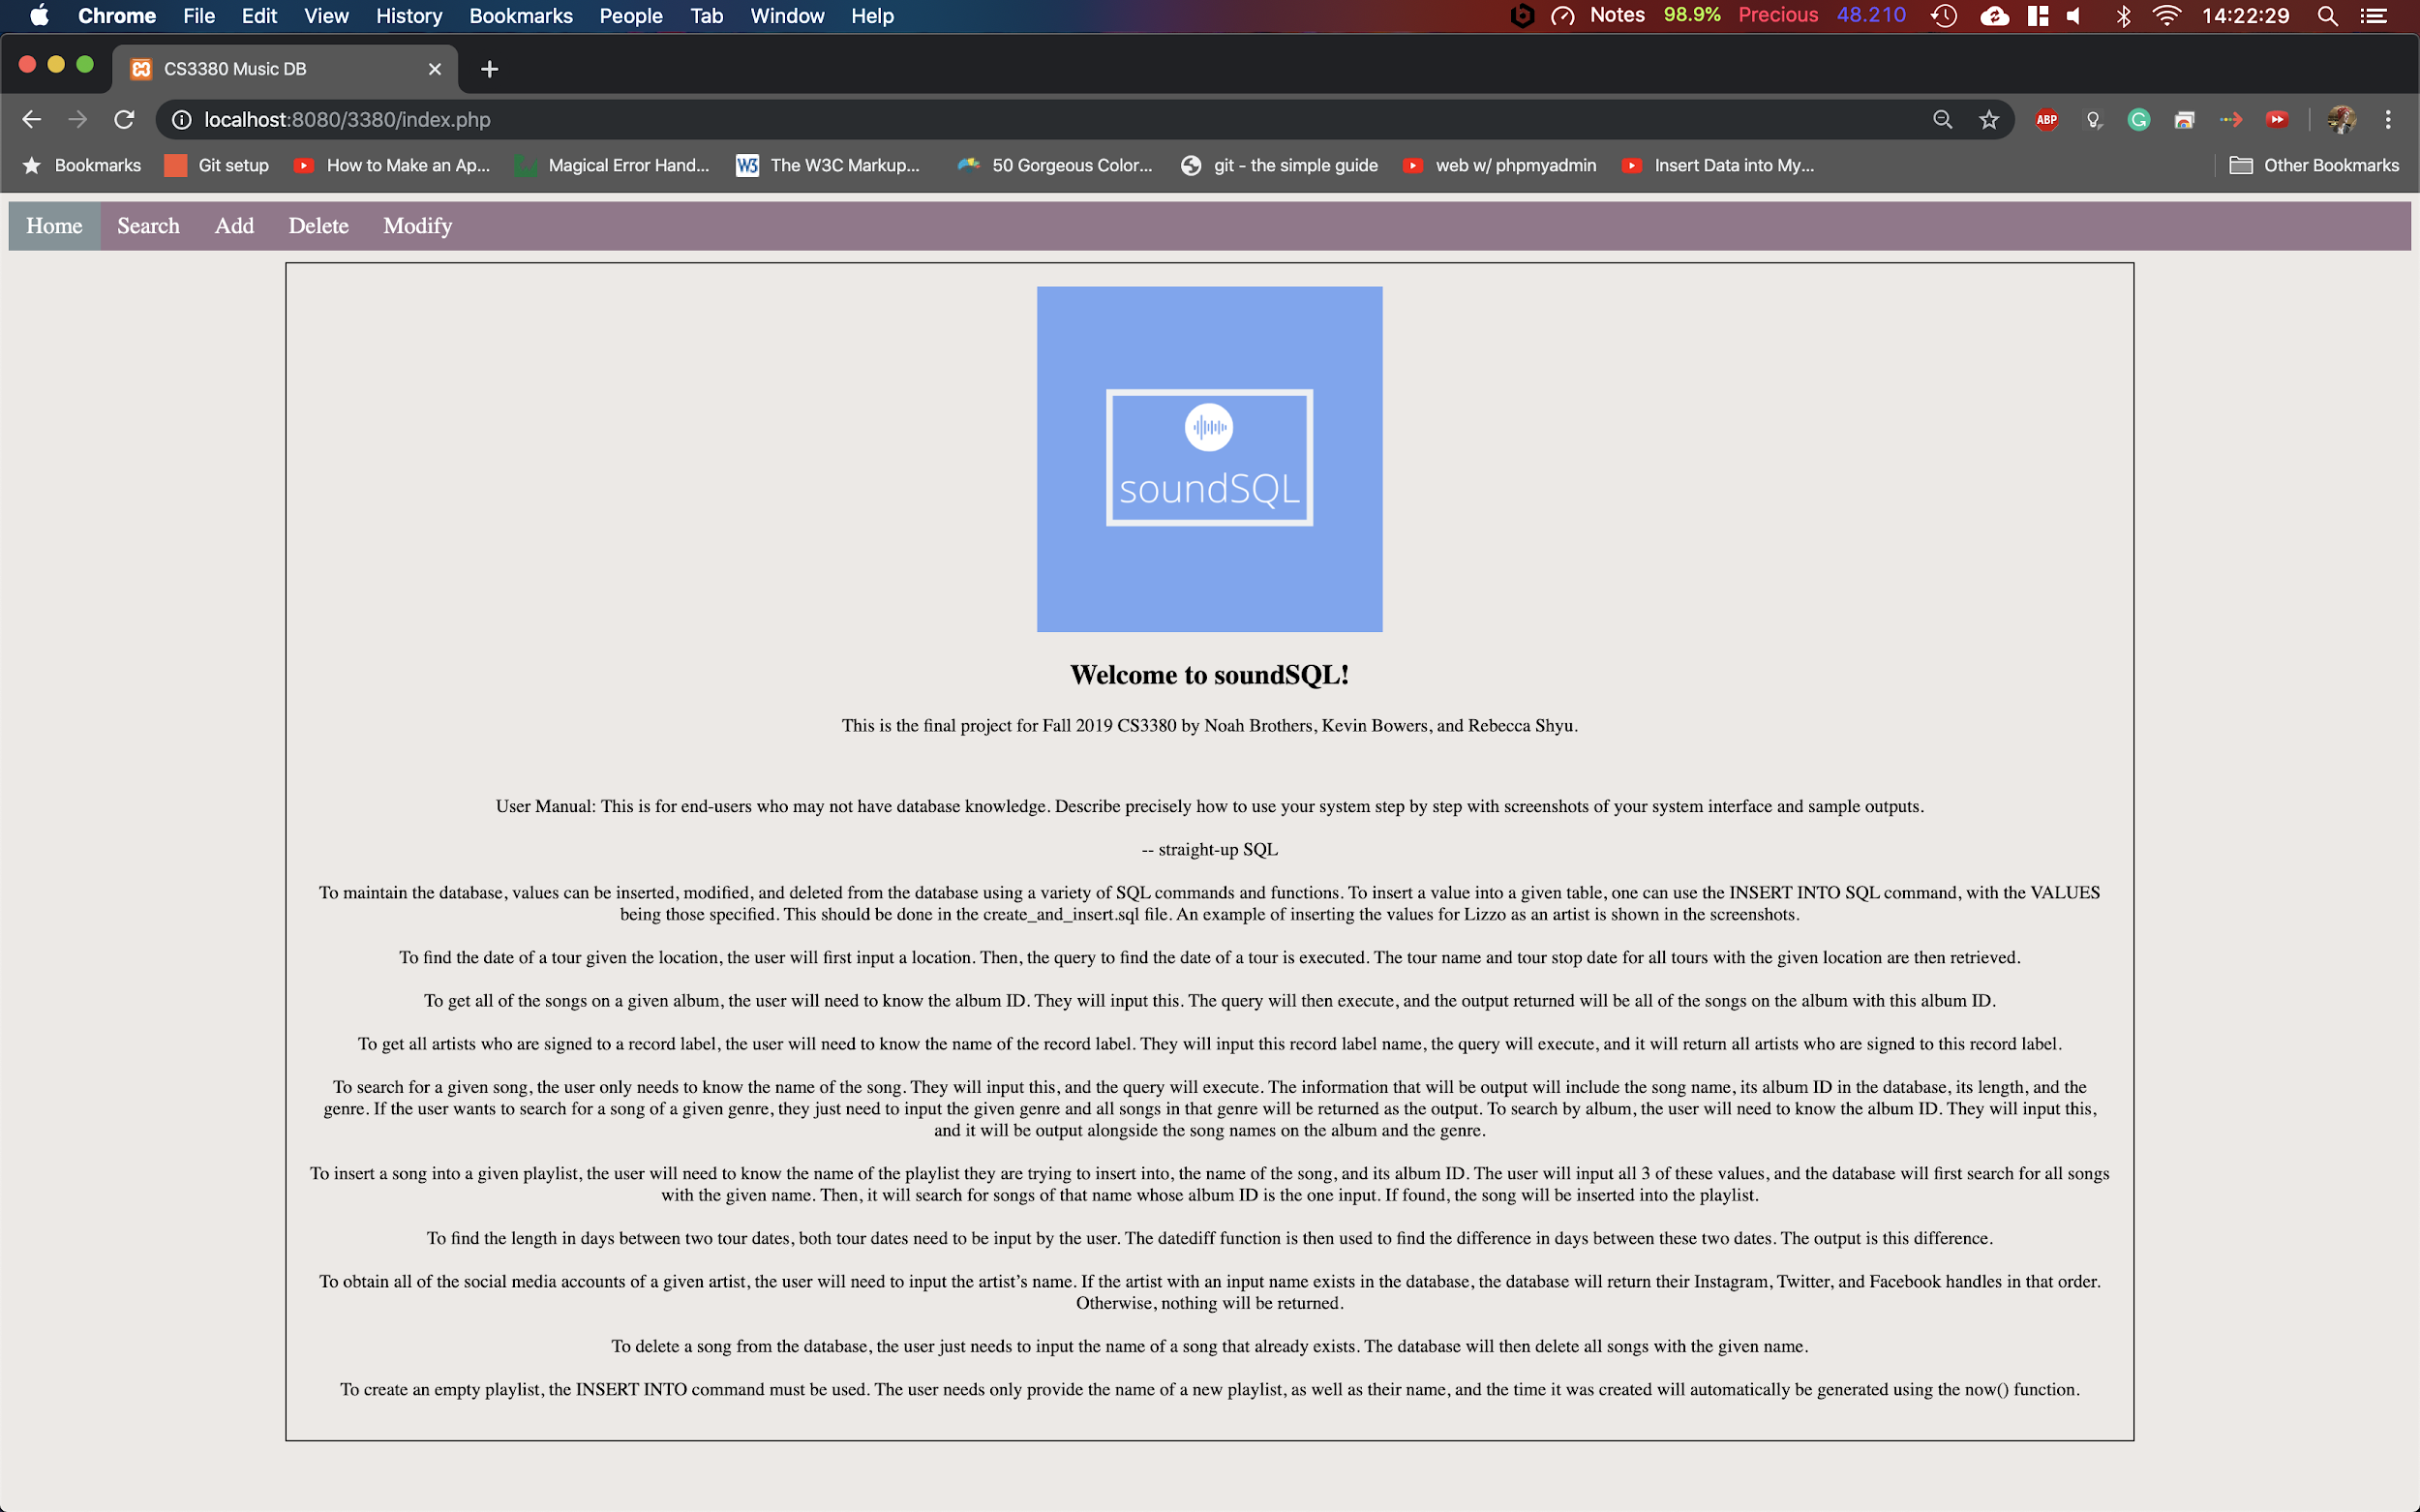 Chrome File Edit View History Bookmarks People Tab Window Help Notes 98.9% Precious 48.210 14:22:29
CS3380 Music DB
localhost:8080/3380/index.php ABP
Bookmarks Git setup How to Make an Ap... Magical Error Hand... W3 The W3C Markup... 50 Gorgeous Color... git - the simple guide web w/ phpmyadmin Insert Data into My... Other Bookmarks
Home Search Add Delete Modify
soundSQL
Welcome to soundSQL!
This is the final project for Fall 2019 CS3380 by Noah Brothers, Kevin Bowers, and Rebecca Shyu.
User Manual: This is for end-users who may not have database knowledge. Describe precisely how to use your system step by step with screenshots of your system interface and sample outputs.
-- straight-up SQL
To maintain the database, values can be inserted, modified, and deleted from the database using a variety of SQL commands and functions. To insert a value into a given table, one can use the INSERT INTO SQL command, with the VALUES
being those specified. This should be done in the create_and_insert.sql file. An example of inserting the values for Lizzo as an artist is shown in the screenshots.
To find the date of a tour given the location, the user will first input a location. Then, the query to find the date of a tour is executed. The tour name and tour stop date for all tours with the given location are then retrieved.
To get all of the songs on a given album, the user will need to know the album ID. They will input this. The query will then execute, and the output returned will be all of the songs on the album with this album ID.
To get all artists who are signed to a record label, the user will need to know the name of the record label. They will input this record label name, the query will execute, and it will return all artists who are signed to this record label.
To search for a given song, the user only needs to know the name of the song. They will input this, and the query will execute. The information that will be output will include the song name, its album ID in the database, its length, and the
genre. If the user wants to search for a song of a given genre, they just need to input the given genre and all songs in that genre will be returned as the output. To search by album, the user will need to know the album ID. They will input this,
and it will be output alongside the song names on the album and the genre.
To insert a song into a given playlist, the user will need to know the name of the playlist they are trying to insert into, the name of the song, and its album ID. The user will input all 3 of these values, and the database will first search for all songs
with the given name. Then, it will search for songs of that name whose album ID is the one input. If found, the song will be inserted into the playlist.
To find the length in days between two tour dates, both tour dates need to be input by the user. The datediff function is then used to find the difference in days between these two dates. The output is this difference.
To obtain all of the social media accounts of a given artist, the user will need to input the artist's name. If the artist with an input name exists in the database, the database will return their Instagram, Twitter, and Facebook handles in that order.
Otherwise, nothing will be returned.
To delete a song from the database, the user just needs to input the name of a song that already exists. The database will then delete all songs with the given name.
To create an empty playlist, the INSERT INTO command must be used. The user needs only provide the name of a new playlist, as well as their name, and the time it was created will automatically be generated using the now() function.